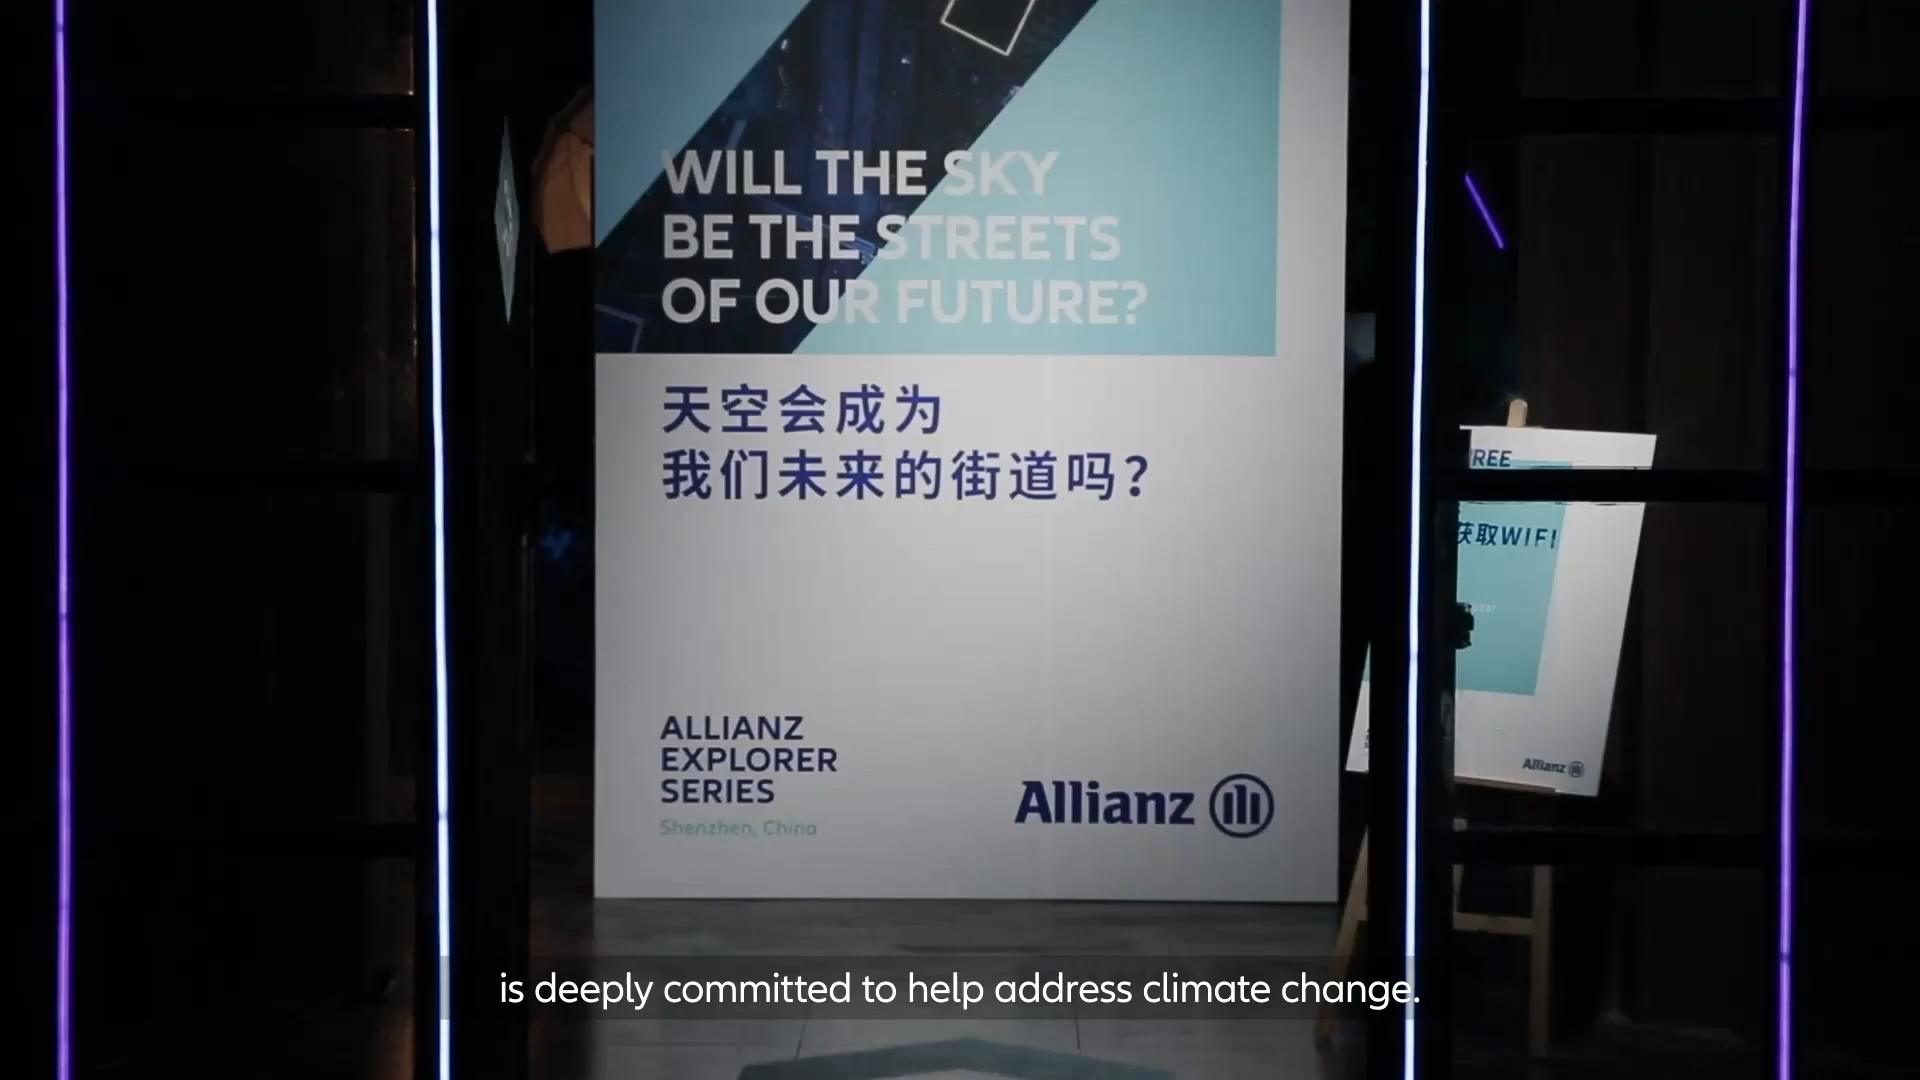 WILL THE SKY
BE THE STREETS
OF OUR FUTURE?
天空会成为
我们未来的街道吗？
ALLIANZ
EXPLORER
SERIES
Shenzhen, China
Allianz
REE
获取WIFI
Allianz
is deeply committed to help address climate change.